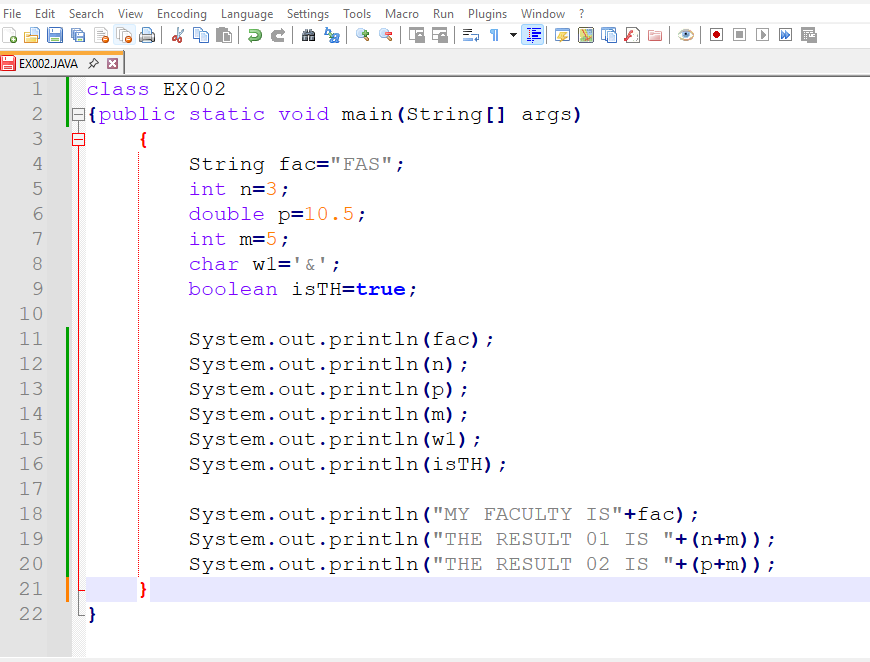 File Edit Search View Encoding Language Settings Tools Macro Run Plugins Window ?
EX002.JAVA
1 class EX002
2 {public static void main(String[] args)
3 {
4 String fac="FAS";
5 int n=3;
6 double p=10.5;
7 int m=5;
8 char w1='&';
9 boolean isTH=true;
10
11 System.out.println(fac);
12 System.out.println(n);
13 System.out.println(p);
14 System.out.println(m);
15 System.out.println(w1);
16 System.out.println(isTH);
17
18 System.out.println("MY FACULTY IS"+fac);
19 System.out.println("THE RESULT 01 IS "+(n+m));
20 System.out.println("THE RESULT 02 IS "+(p+m));
21 }
22 }